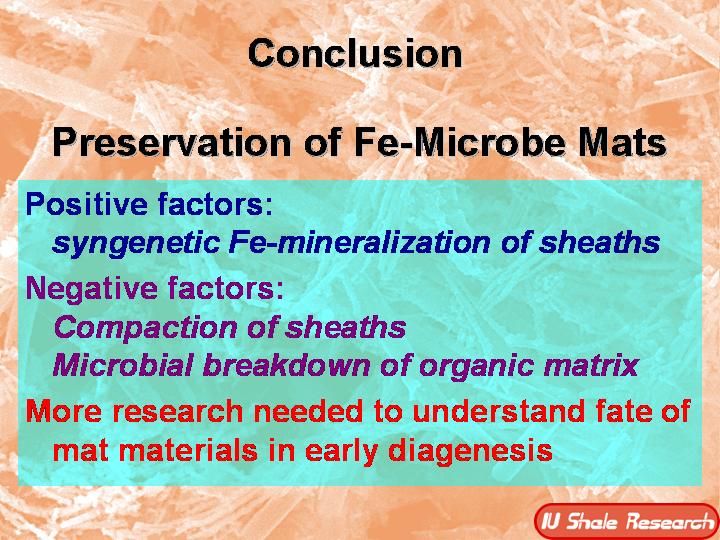 Conclusion
Preservation of Fe-Microbe Mats
Positive factors:
syngenetic Fe-mineralization of sheaths
Negative factors:
Compaction of sheaths
Microbial breakdown of organic matrix
More research needed to understand fate of
mat materials in early diagenesis
IU Shale Research